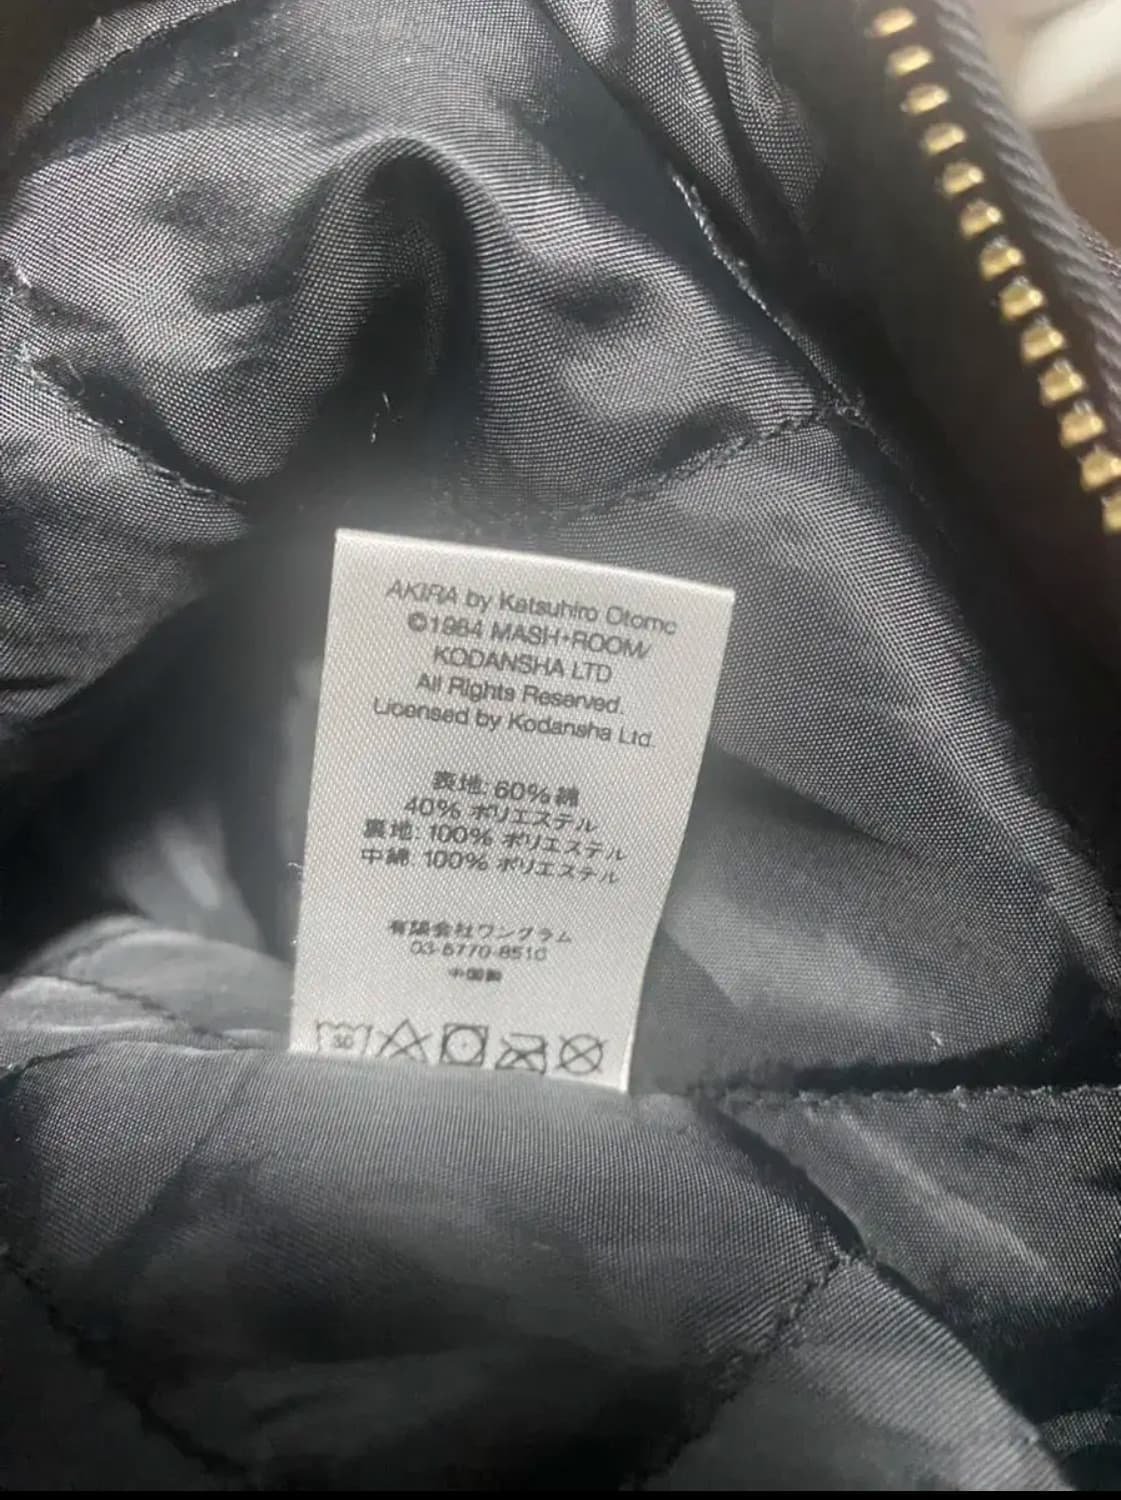 AKIRA by Katsuhiro Otomo
©1984 MASH•ROOM/
KODANSHA LTD
All Rights Reserved.
Licensed by Kodansha Ltd.
表地: 60% 綿
40% ポリエステル
裏地: 100% ポリエステル
中綿: 100% ポリエステル
有限会社ワングラム
03-5770-8510
中国製
30